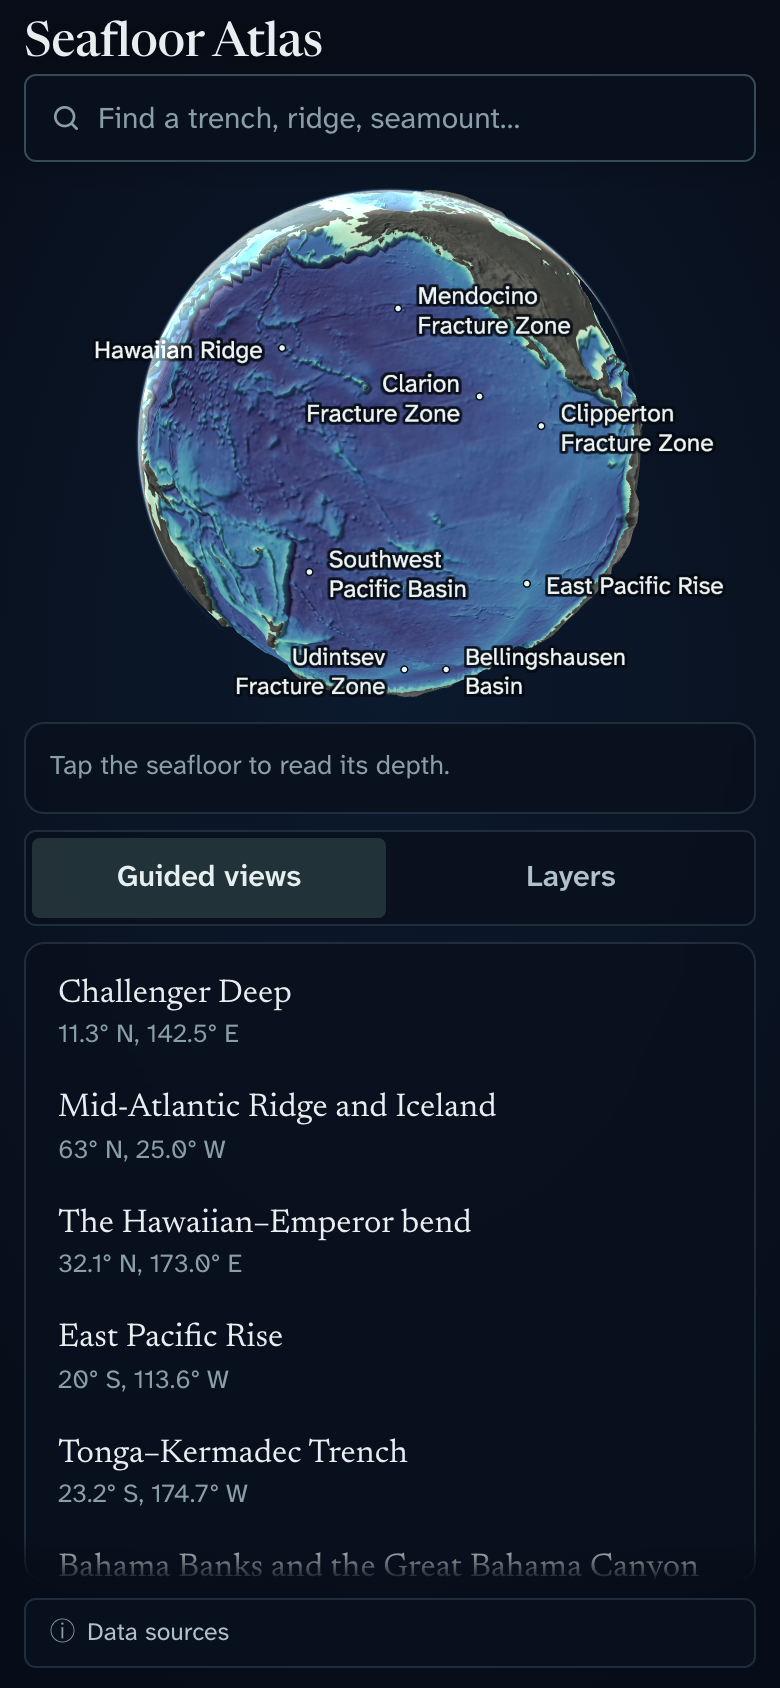 Seafloor Atlas
Find a trench, ridge, seamount...
Mendocino
Fracture Zone
Hawaiian Ridge
Clarion
Fracture Zone
Clipperton
Fracture Zone
Southwest
Pacific Basin
East Pacific Rise
Udintsev
Fracture Zone
Bellingshausen
Basin
Tap the seafloor to read its depth.
Guided views
Layers
Challenger Deep
11.3° N, 142.5° E
Mid-Atlantic Ridge and Iceland
63° N, 25.0° W
The Hawaiian–Emperor bend
32.1° N, 173.0° E
East Pacific Rise
20° S, 113.6° W
Tonga–Kermadec Trench
23.2° S, 174.7° W
Bahama Banks and the Great Bahama Canyon
Data sources